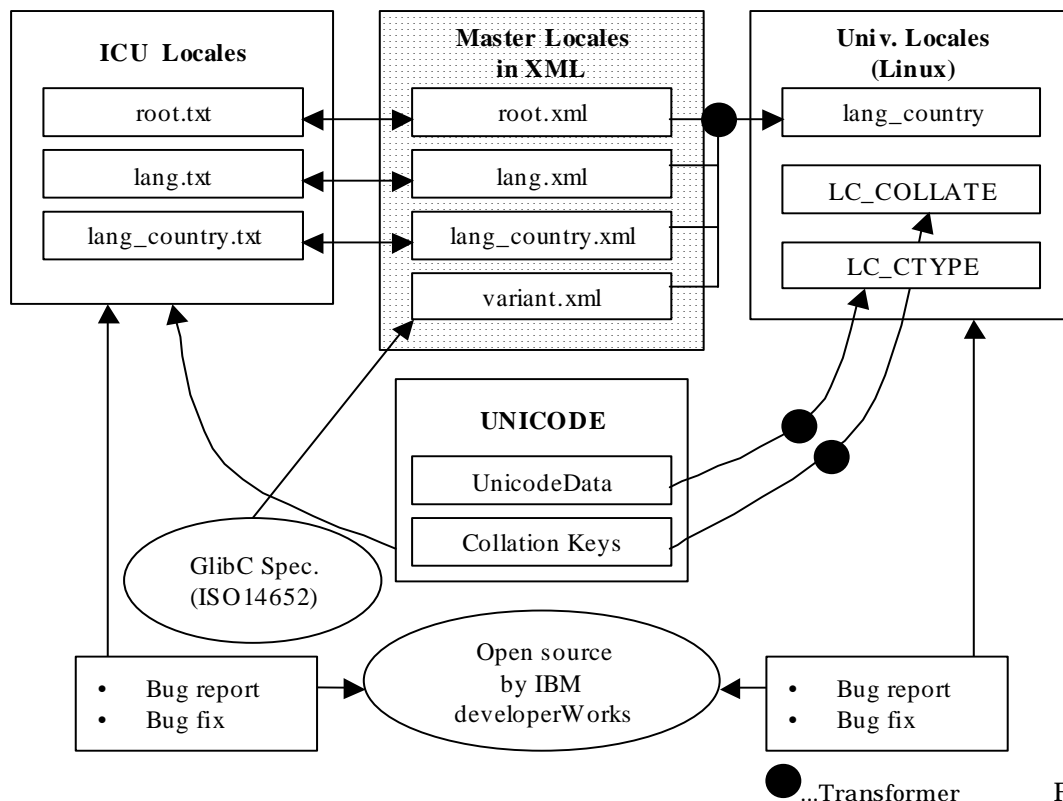 ICU Locales
root.txt
lang.txt
lang_country.txt
Master Locales
in XML
root.xml
lang.xml
lang_country.xml
variant.xml
Univ. Locales
(Linux)
lang_country
LC_COLLATE
LC_CTYPE
UNICODE
UnicodeData
Collation Keys
GlibC Spec.
(ISO14652)
• Bug report
• Bug fix
Open source
by IBM
developerWorks
• Bug report
• Bug fix
...Transformer